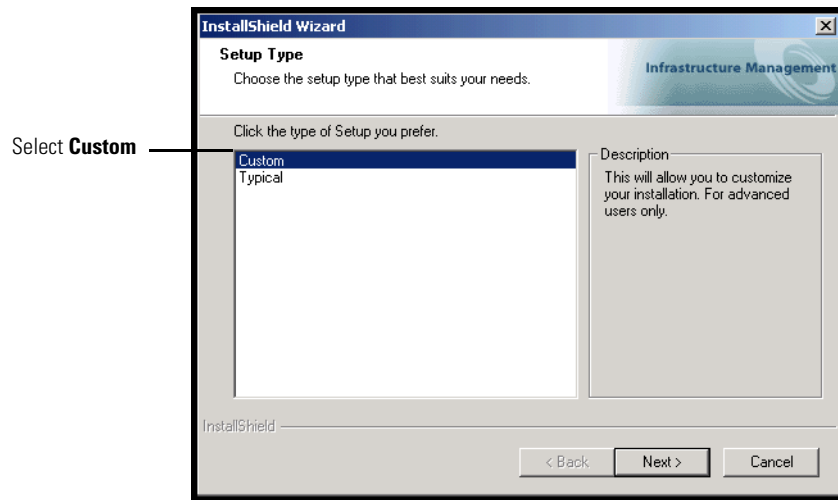 InstallShield Wizard
Setup Type
Choose the setup type that best suits your needs.
Infrastructure Management
Click the type of Setup you prefer.
Select Custom
Custom
Typical
Description
This will allow you to customize
your installation. For advanced
users only.
InstallShield
< Back
Next >
Cancel